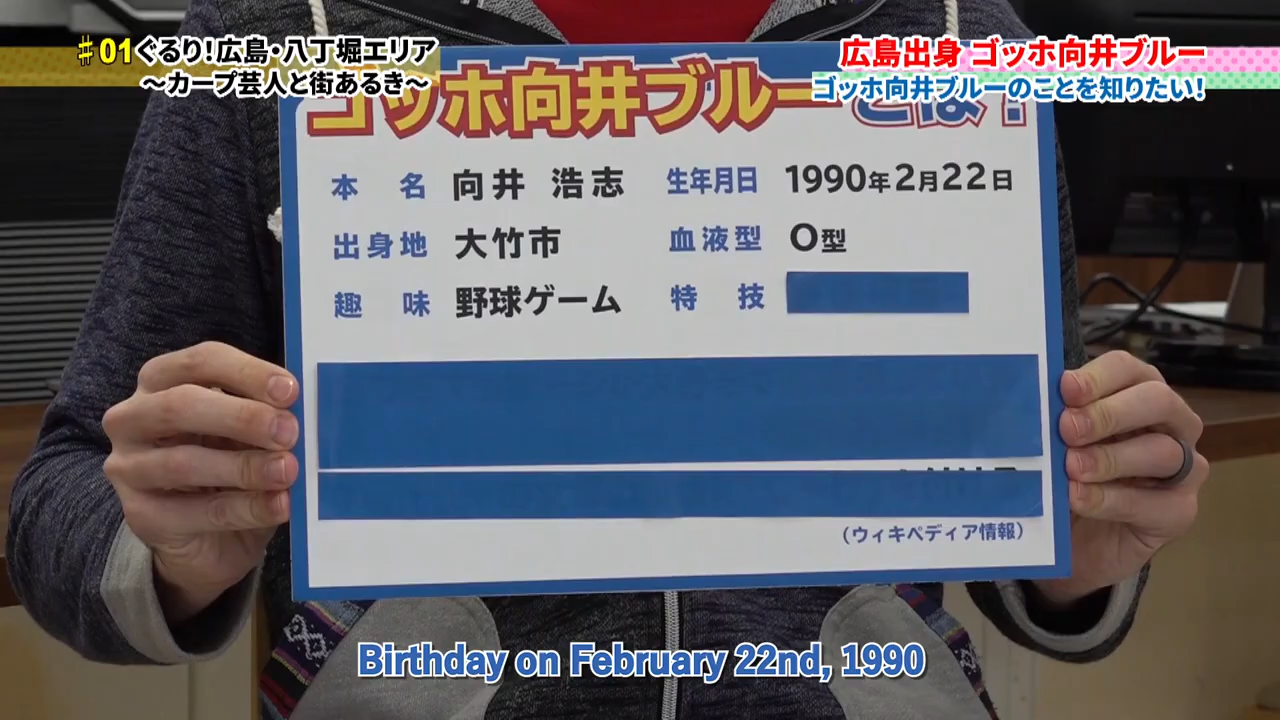 ♯01ぐるり！広島・八丁堀エリア
～カープ芸人と街あるき～
広島出身 ゴッホ向井ブルー
ゴッホ向井ブルーのことを知りたい！
ゴッホ向井ブルーとは！
本名 向井 浩志 生年月日 1990年2月22日
出身地 大竹市 血液型 O型
趣味 野球ゲーム 特技
（ウィキペディア情報）
Birthday on February 22nd, 1990